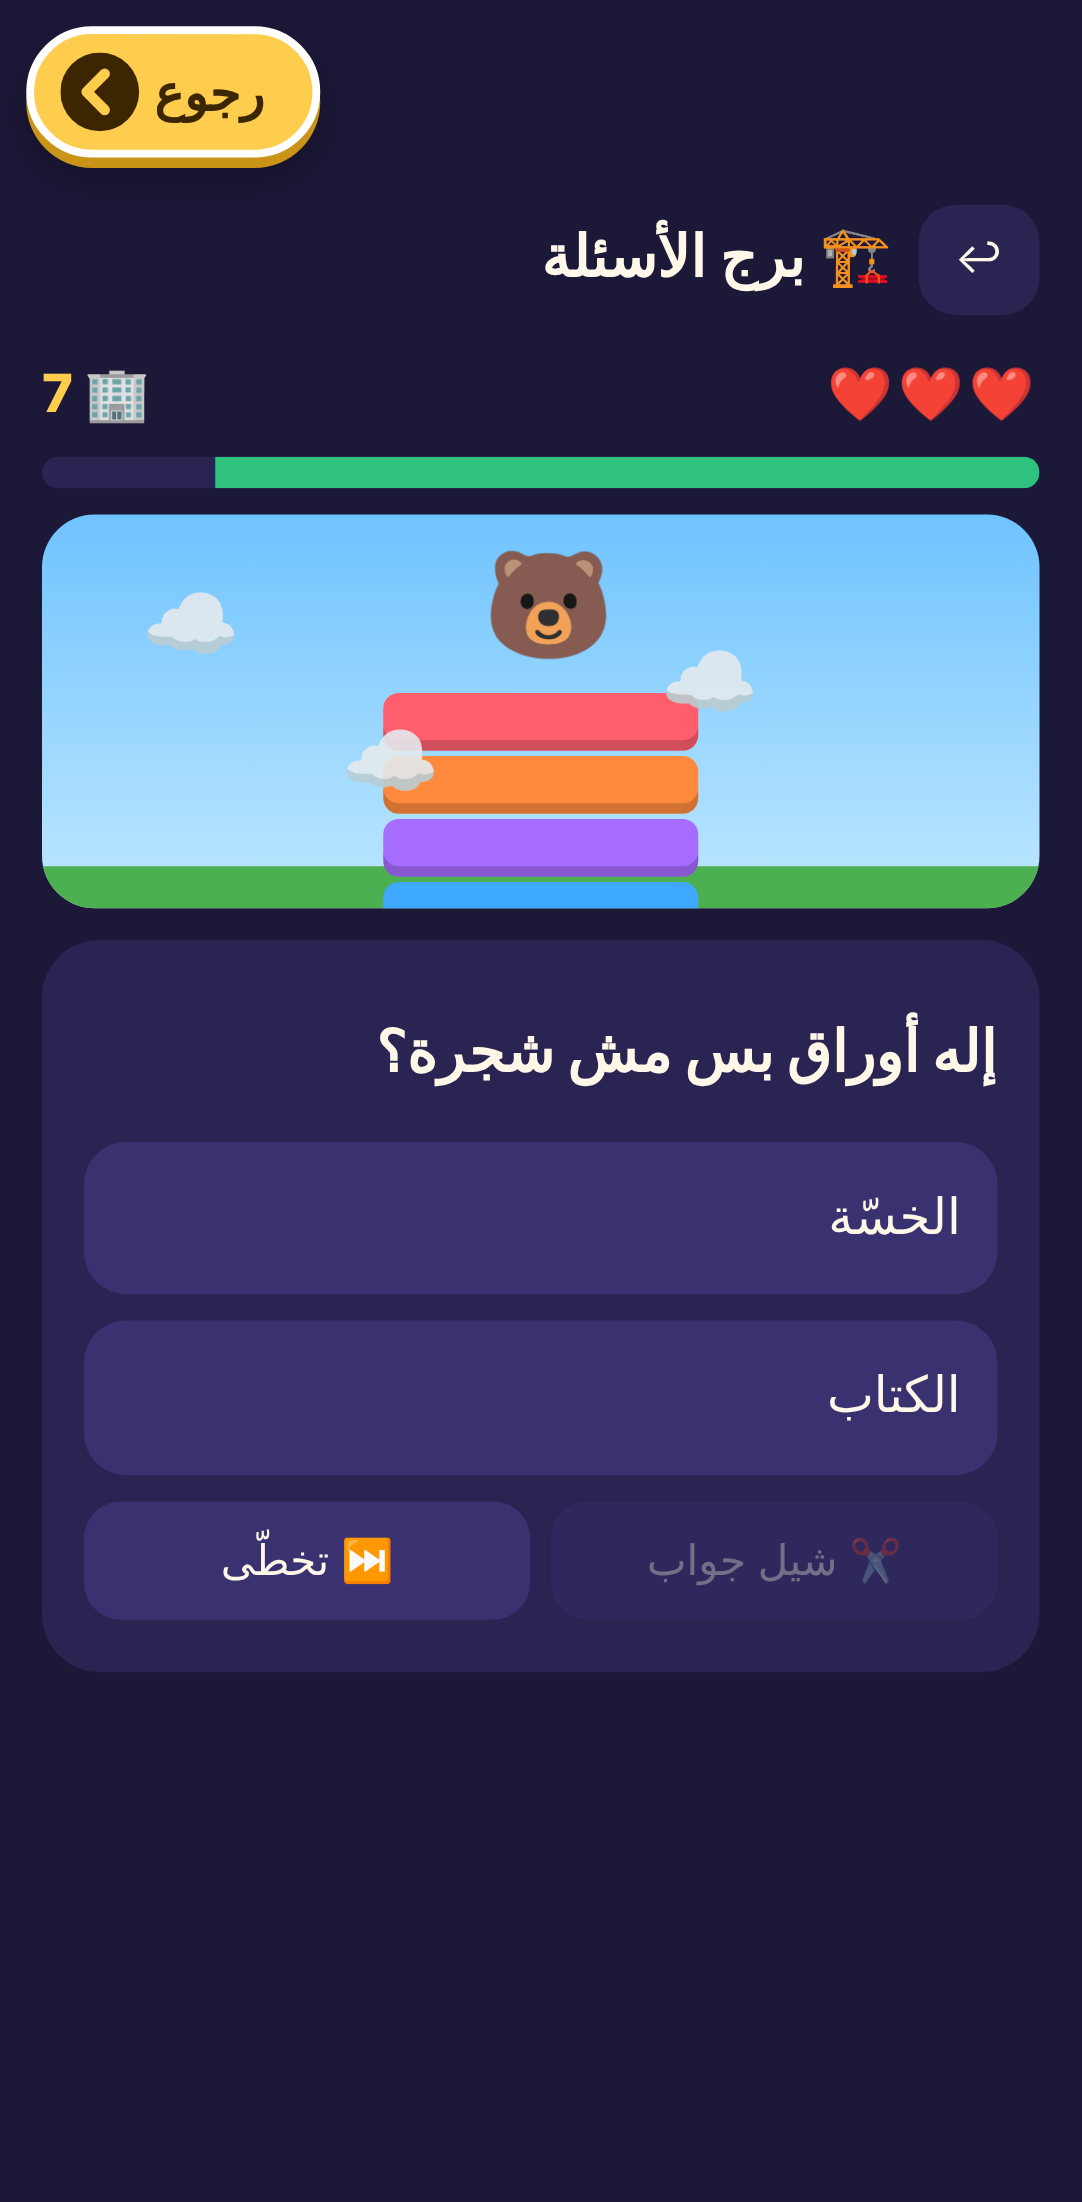 رجوع
🏗️ برج الأسئلة
7
إله أوراق بس مش شجرة؟
الخسّة
الكتاب
شيل جواب
تخطّى